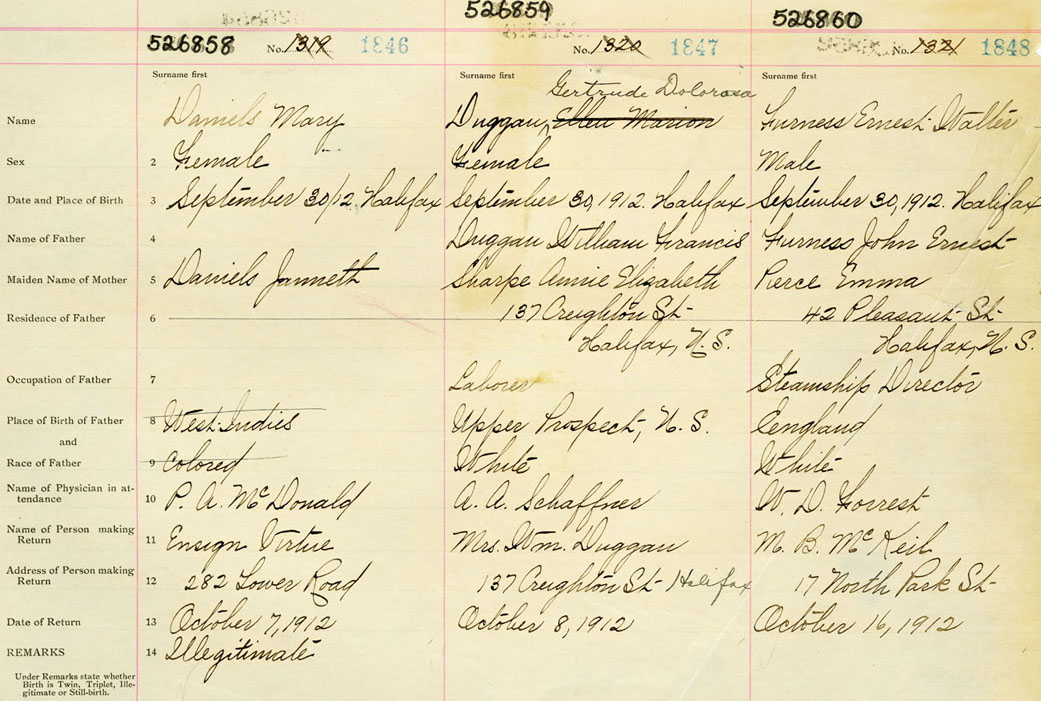 526858 No. 1319 1846
526859 No. 1320 1847
526860 No. 1321 1848
Surname first Surname first Surname first
Gertrude Dolorosa
Name Daniels Mary Duggan, Ellen Marion Furness Ernest Walter
Sex 2 Female Female Male
Date and Place of Birth 3 September 30/12. Halifax September 30, 1912. Halifax September 30, 1912. Halifax
Name of Father 4 Duggan William Francis Furness John Ernest
Maiden Name of Mother 5 Daniels Janneth Sharpe Annie Elizabeth Pierce Emma
Residence of Father 6 137 Creighton St- 42 Pleasant St-
Halifax, N.S. Halifax, N.S.
Occupation of Father 7 Laborer Steamship Director
Place of Birth of Father 8 West Indies Upper Prospect, N.S. England
and
Race of Father 9 Colored White White
Name of Physician in at-
tendance 10 P. A. McDonald A. A. Schaffner W. D. Forrest
Name of Person making
Return 11 Ensign Virtue Mrs. Wm. Duggan M. B. McKeil
Address of Person making
Return 12 282 Lower Road 137 Creighton St- Halifax 17 North Park St-
Date of Return 13 October 7, 1912 October 8, 1912 October 16, 1912
REMARKS 14 Illegitimate
Under Remarks state whether
Birth is Twin, Triplet, Ille-
gitimate or Still-birth.